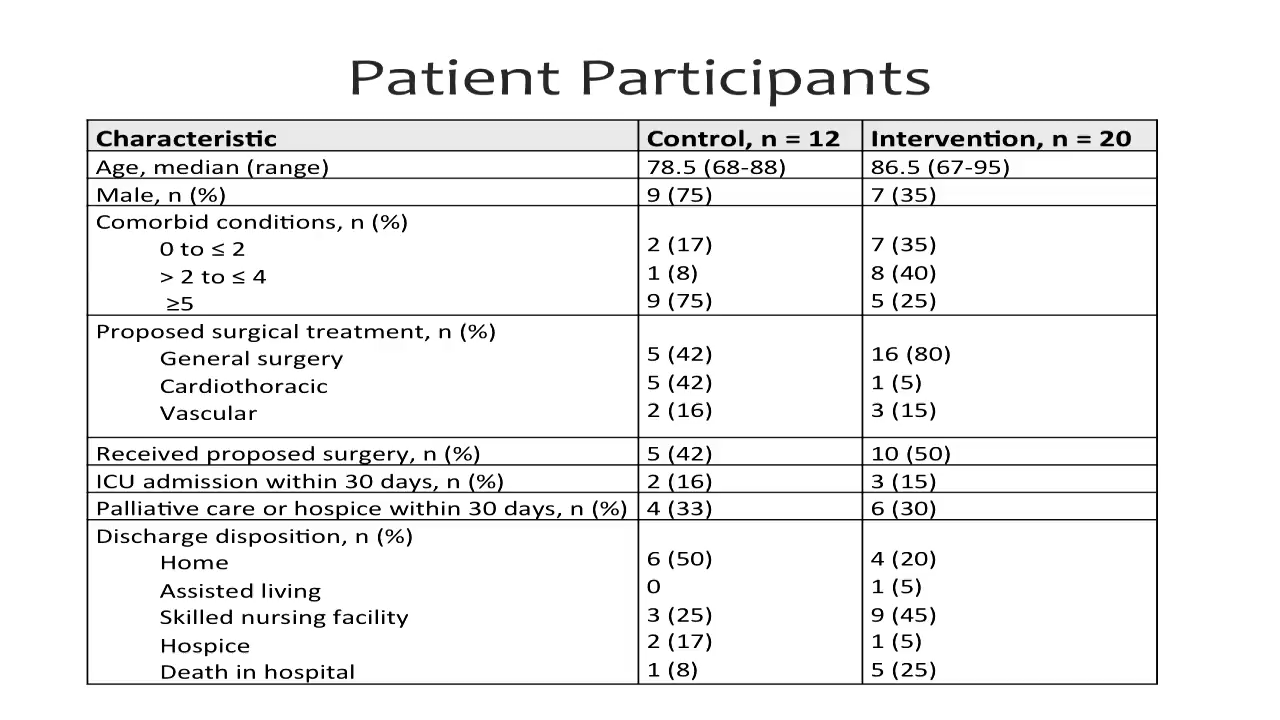 Patient Participants
Characteristic Control, n = 12 Intervention, n = 20
Age, median (range) 78.5 (68-88) 86.5 (67-95)
Male, n (%) 9 (75) 7 (35)
Comorbid conditions, n (%)
0 to ≤ 2 2 (17) 7 (35)
> 2 to ≤ 4 1 (8) 8 (40)
≥5 9 (75) 5 (25)
Proposed surgical treatment, n (%)
General surgery 5 (42) 16 (80)
Cardiothoracic 5 (42) 1 (5)
Vascular 2 (16) 3 (15)
Received proposed surgery, n (%) 5 (42) 10 (50)
ICU admission within 30 days, n (%) 2 (16) 3 (15)
Palliative care or hospice within 30 days, n (%) 4 (33) 6 (30)
Discharge disposition, n (%)
Home 6 (50) 4 (20)
Assisted living 0 1 (5)
Skilled nursing facility 3 (25) 9 (45)
Hospice 2 (17) 1 (5)
Death in hospital 1 (8) 5 (25)